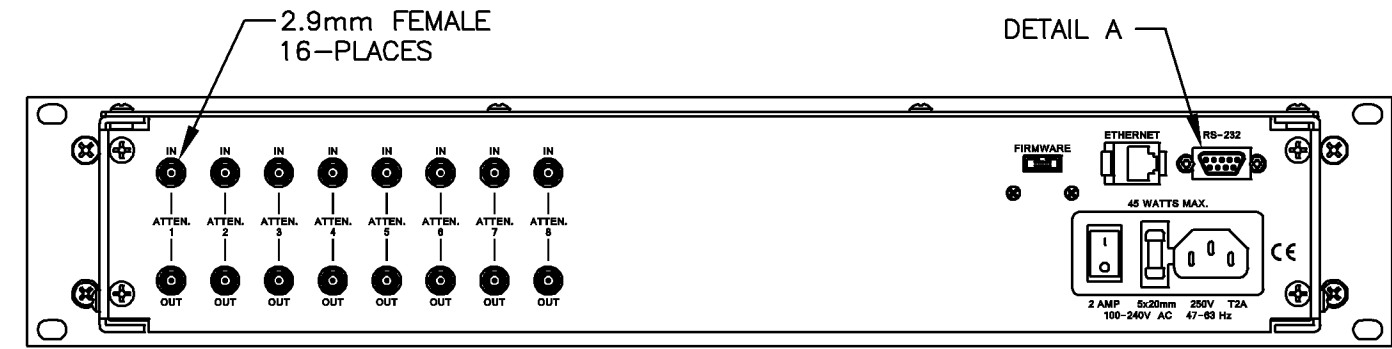 2.9mm FEMALE
16-PLACES
DETAIL A
ETHERNET RS-232
FIRMWARE
IN IN IN IN IN IN IN IN
45 WATTS MAX.
ATTEN. ATTEN. ATTEN. ATTEN. ATTEN. ATTEN. ATTEN. ATTEN.
1 2 3 4 5 6 7 8
CE
OUT OUT OUT OUT OUT OUT OUT OUT
2 AMP 5x20mm 250V T2A
100-240V AC 47-63 Hz